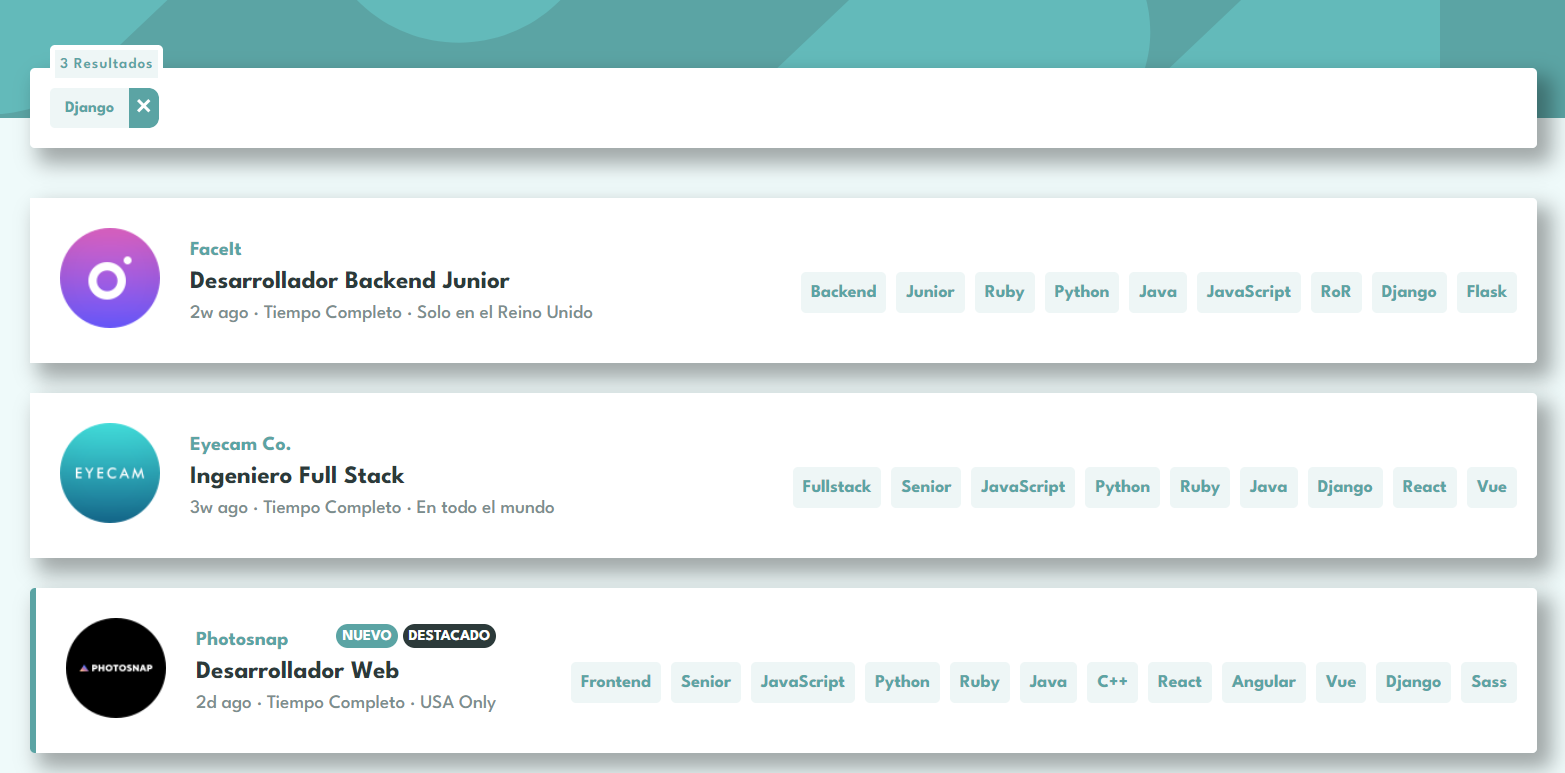 3 Resultados
Django ✕
FaceIt
Desarrollador Backend Junior
2w ago · Tiempo Completo · Solo en el Reino Unido
Backend Junior Ruby Python Java JavaScript RoR Django Flask
EYECAM
Eyecam Co.
Ingeniero Full Stack
3w ago · Tiempo Completo · En todo el mundo
Fullstack Senior JavaScript Python Ruby Java Django React Vue
PHOTOSNAP
Photosnap NUEVO DESTACADO
Desarrollador Web
2d ago · Tiempo Completo · USA Only
Frontend Senior JavaScript Python Ruby Java C++ React Angular Vue Django Sass